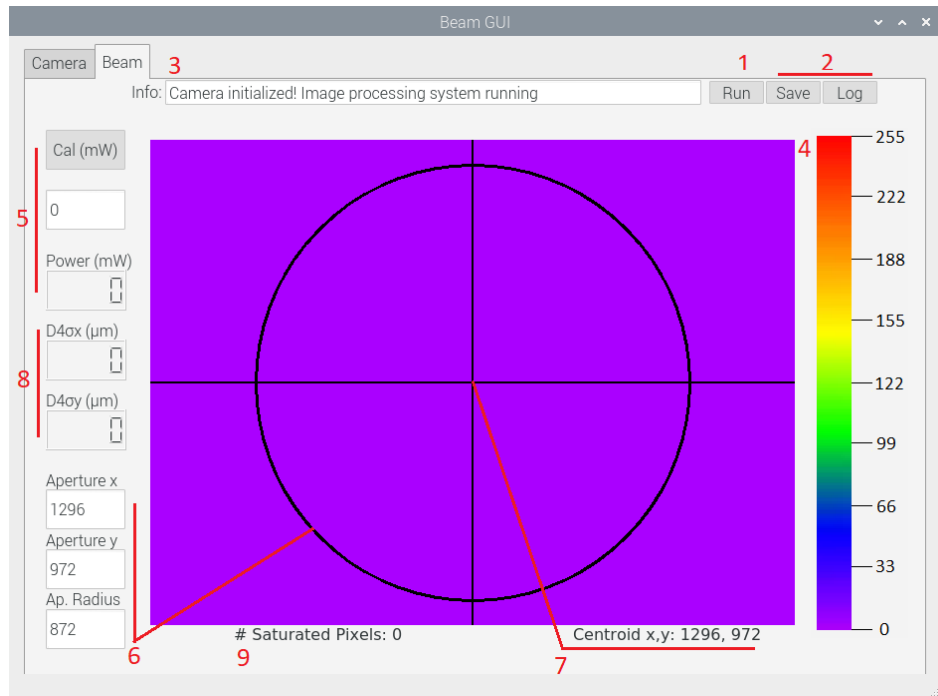 Beam GUI
Camera Beam
3 1 2
Info: Camera initialized! Image processing system running Run Save Log
4
255
222
188
155
122
99
66
33
0
5
Cal (mW)
0
Power (mW)
0
8
D4σx (µm)
0
D4σy (µm)
0
Aperture x
1296
Aperture y
972
Ap. Radius
872
6
# Saturated Pixels: 0
9
Centroid x,y: 1296, 972
7